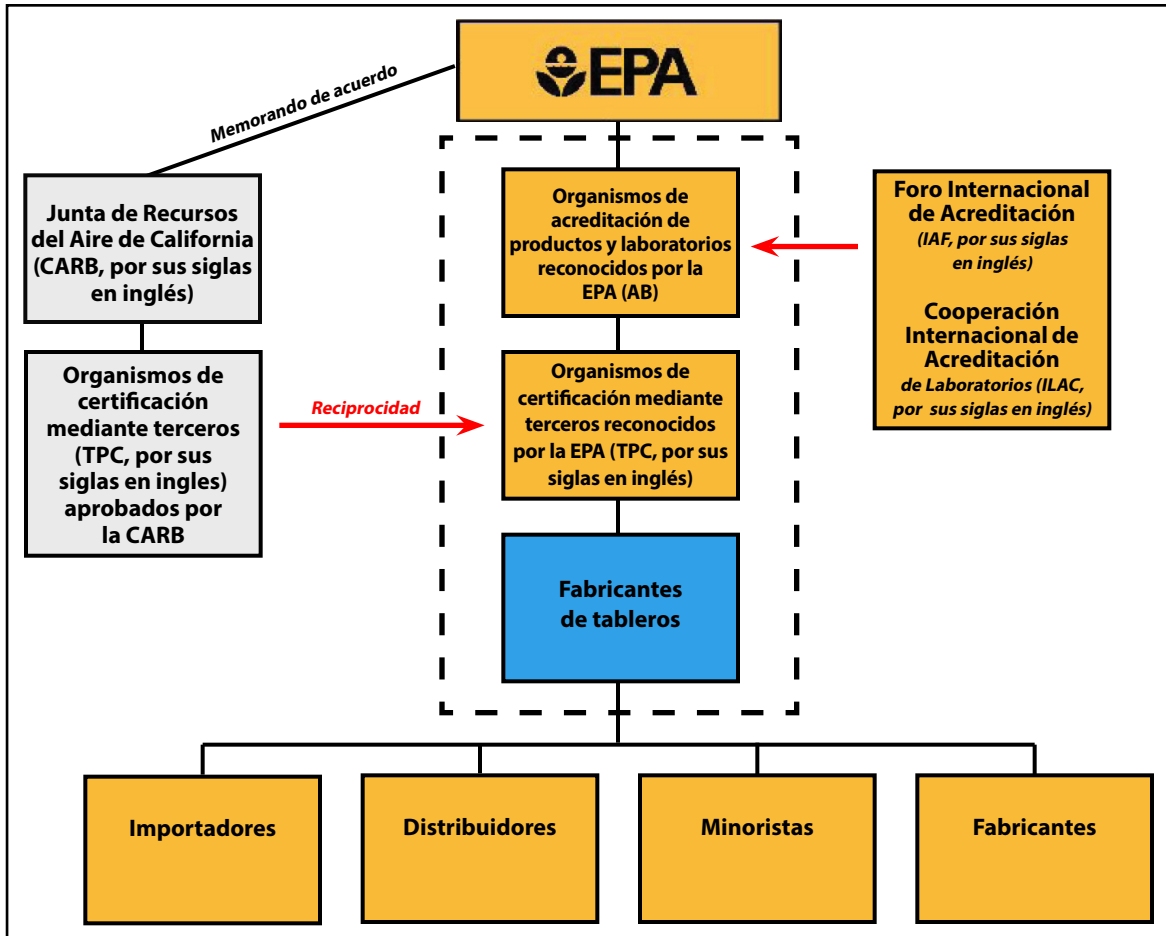 EPA
Memorando de acuerdo
Junta de Recursos
del Aire de California
(CARB, por sus siglas
en inglés)
Organismos de
acreditación de
productos y laboratorios
reconocidos por la
EPA (AB)
Foro Internacional
de Acreditación
(IAF, por sus siglas
en inglés)
Cooperación
Internacional de
Acreditación
de Laboratorios (ILAC,
por sus siglas en inglés)
Organismos de
certificación
mediante terceros
(TPC, por sus
siglas en ingles)
aprobados por
la CARB
Reciprocidad
Organismos de
certificación mediante
terceros reconocidos
por la EPA (TPC, por sus
siglas en inglés)
Fabricantes
de tableros
Importadores
Distribuidores
Minoristas
Fabricantes